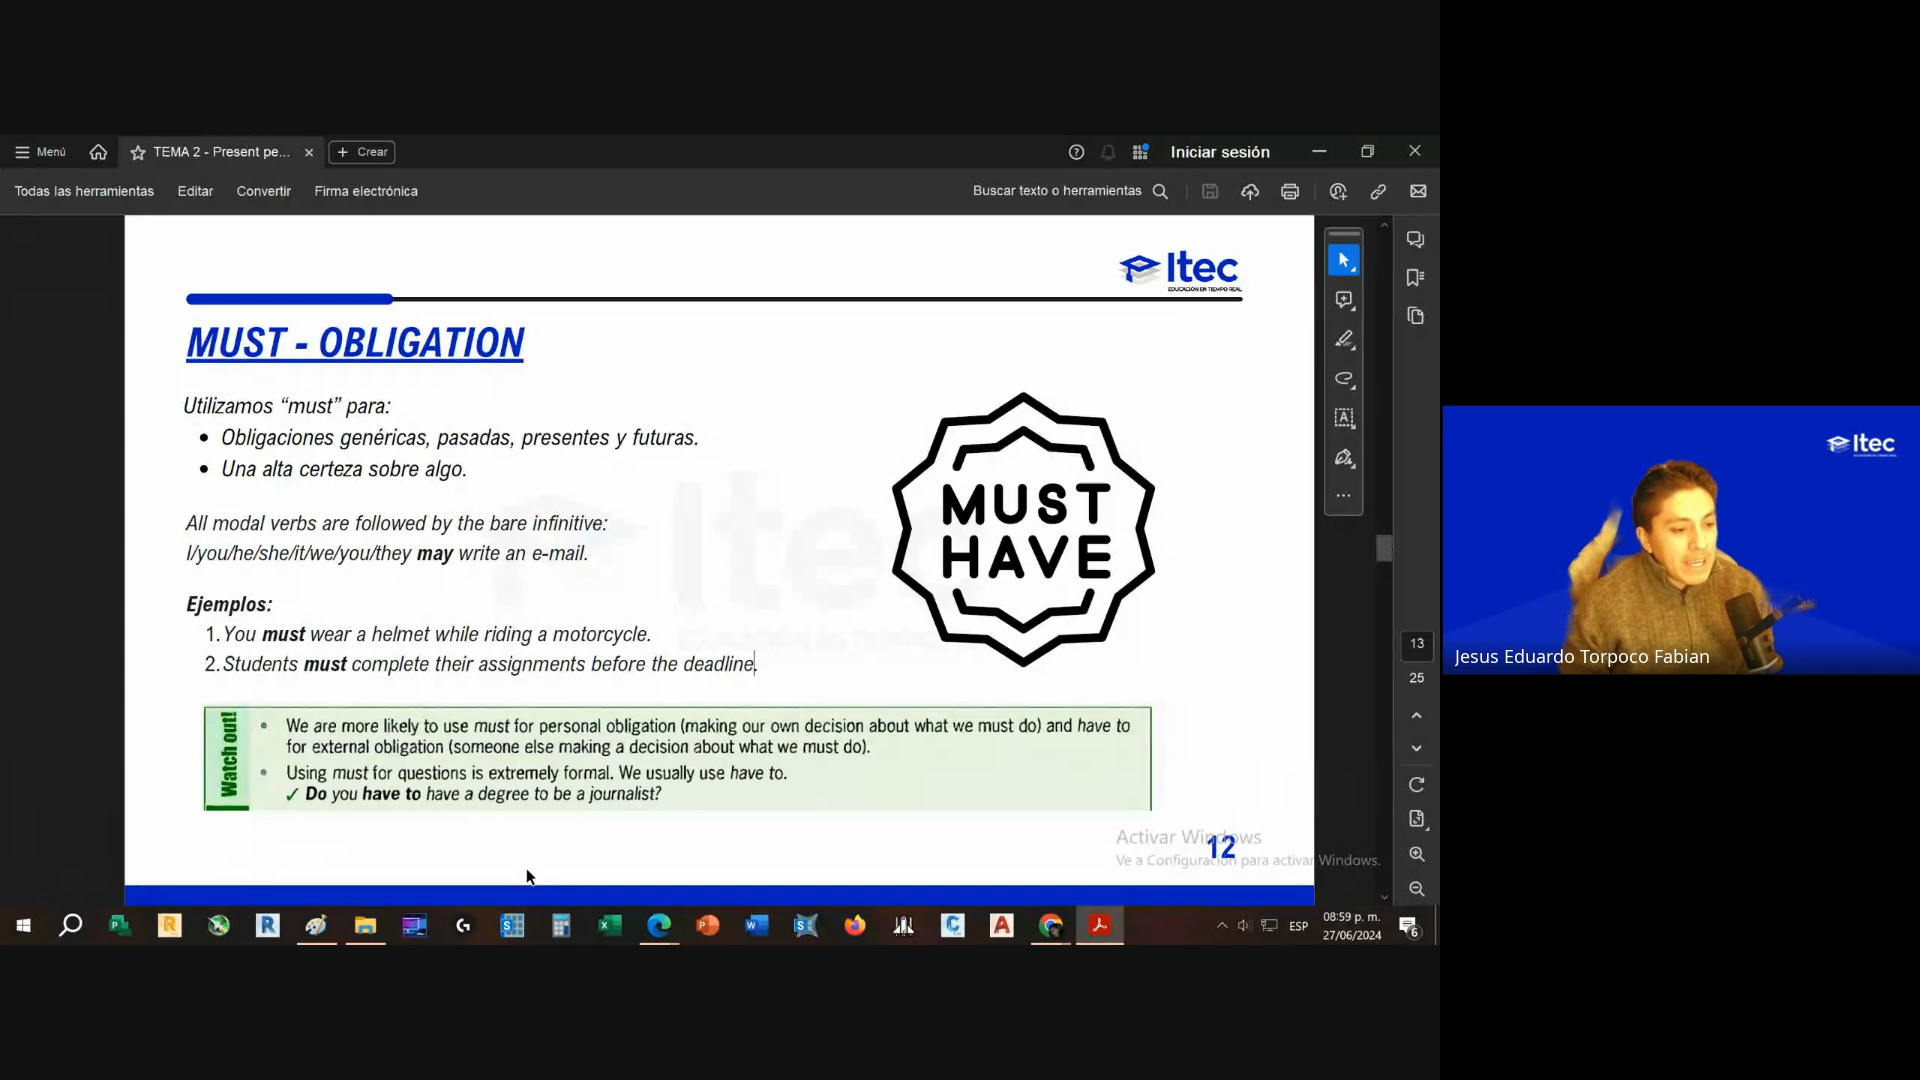 Menú
TEMA 2 - Present pe...
Crear
Iniciar sesión
Todas las herramientas
Editar
Convertir
Firma electrónica
Buscar texto o herramientas
Itec
EDUCACIÓN EN TIEMPO REAL
MUST - OBLIGATION
Utilizamos “must” para:
• Obligaciones genéricas, pasadas, presentes y futuras.
• Una alta certeza sobre algo.
All modal verbs are followed by the bare infinitive:
I/you/he/she/it/we/you/they may write an e-mail.
Ejemplos:
1. You must wear a helmet while riding a motorcycle.
2. Students must complete their assignments before the deadline.
MUST
HAVE
Watch out!
• We are more likely to use must for personal obligation (making our own decision about what we must do) and have to
for external obligation (someone else making a decision about what we must do).
• Using must for questions is extremely formal. We usually use have to.
✓ Do you have to have a degree to be a journalist?
12
Activar Windows
Ve a Configuración para activar Windows.
13
25
ESP
08:59 p. m.
27/06/2024
6
Itec
Jesus Eduardo Torpoco Fabian